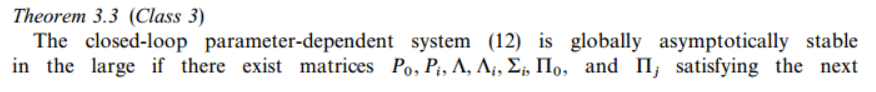 Theorem 3.3 (Class 3)
The closed-loop parameter-dependent system (12) is globally asymptotically stable
in the large if there exist matrices P₀, Pᵢ, Λ, Λᵢ, Σᵢ, Π₀, and Πⱼ satisfying the next